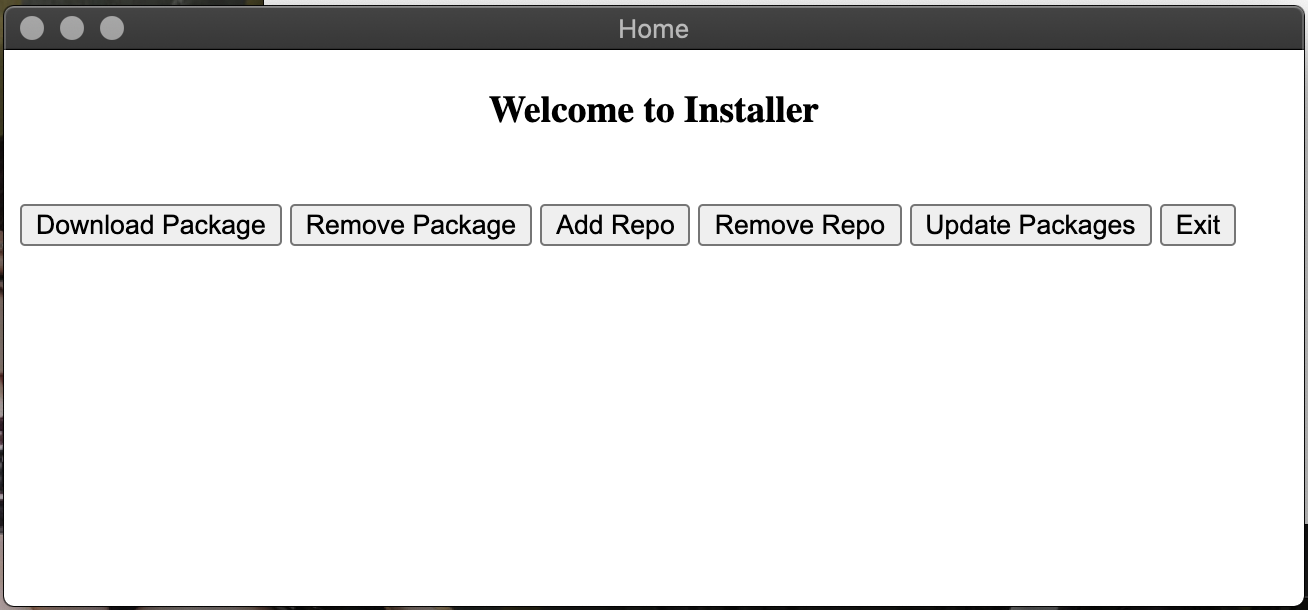 Home
Welcome to Installer
Download Package Remove Package Add Repo Remove Repo Update Packages Exit